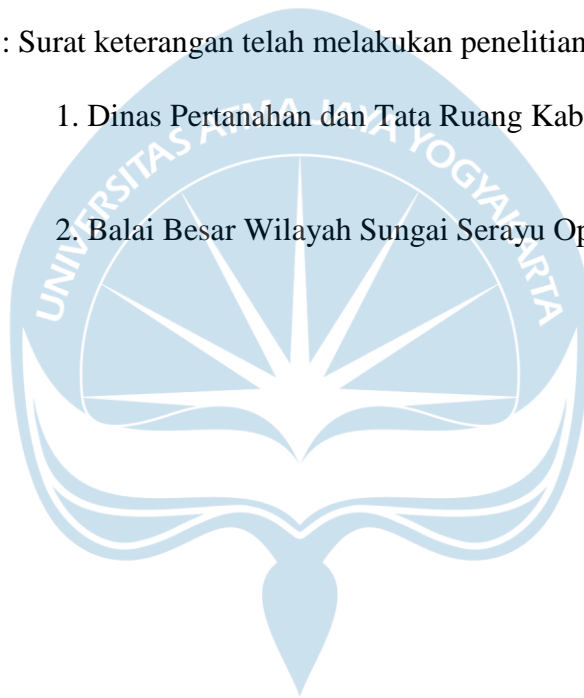 : Surat keterangan telah melakukan penelitian
1. Dinas Pertanahan dan Tata Ruang Kab
2. Balai Besar Wilayah Sungai Serayu Op
UNIVERSITAS ATMA JAYA YOGYAKARTA